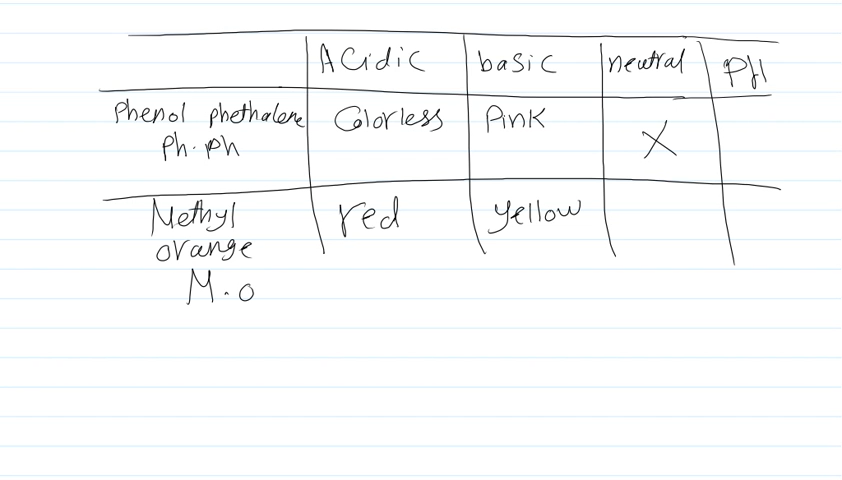 Acidic basic neutral PH
Phenol phethalene Colorless Pink X
Ph.ph
Methyl red yellow
orange
M.o